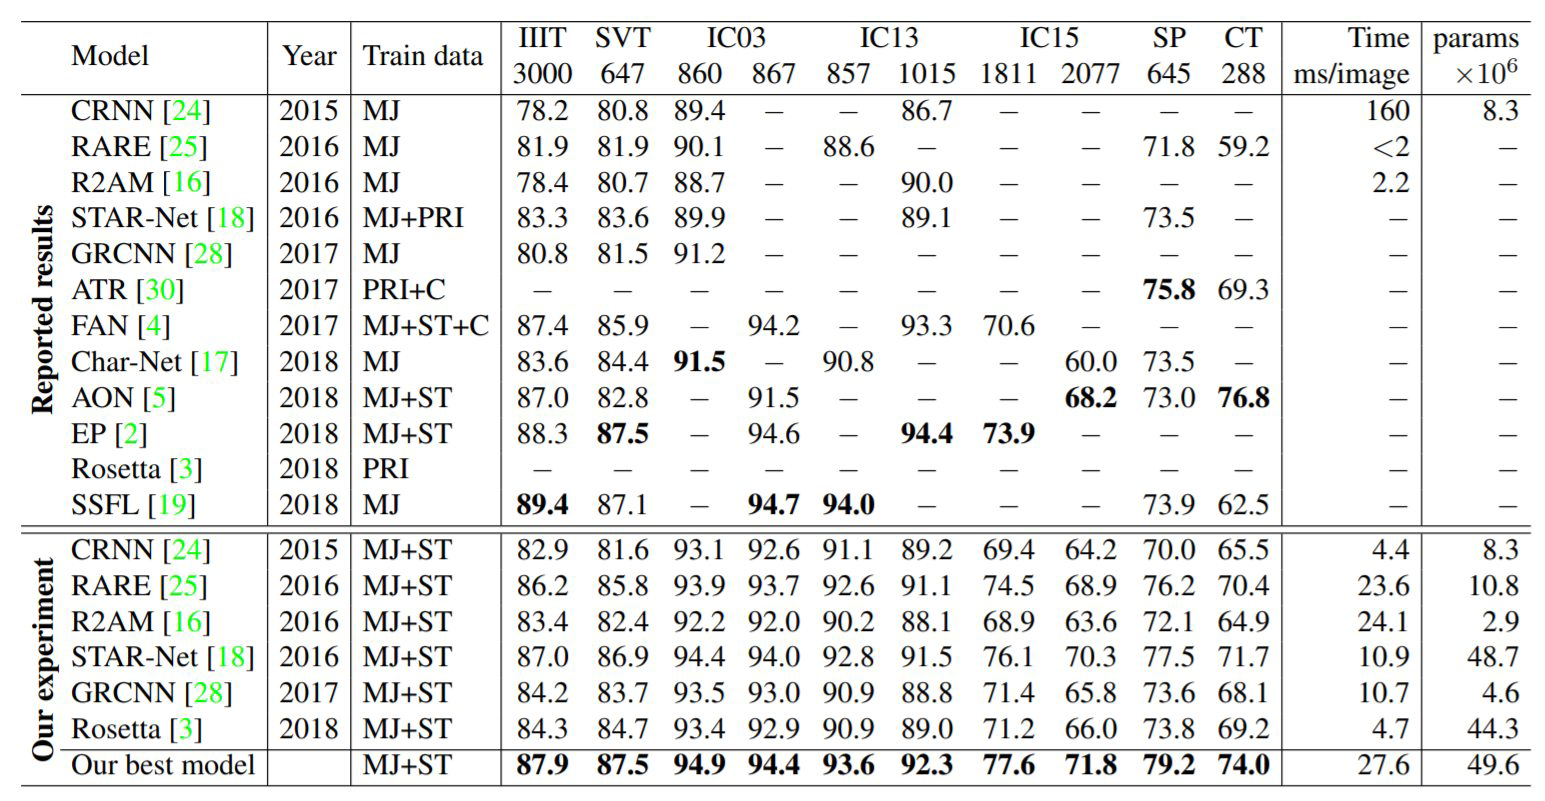 Model Year Train data IIIT SVT IC03 IC13 IC15 SP CT Time params
3000 647 860 867 857 1015 1811 2077 645 288 ms/image ×10⁶
Reported results
CRNN [24] 2015 MJ 78.2 80.8 89.4 – – 86.7 – – – – 160 8.3
RARE [25] 2016 MJ 81.9 81.9 90.1 – 88.6 – – – 71.8 59.2 <2 –
R2AM [16] 2016 MJ 78.4 80.7 88.7 – – 90.0 – – – – 2.2 –
STAR-Net [18] 2016 MJ+PRI 83.3 83.6 89.9 – – 89.1 – – 73.5 – – –
GRCNN [28] 2017 MJ 80.8 81.5 91.2 – – – – – – – – –
ATR [30] 2017 PRI+C – – – – – – – – 75.8 69.3 – –
FAN [4] 2017 MJ+ST+C 87.4 85.9 – 94.2 – 93.3 70.6 – – – – –
Char-Net [17] 2018 MJ 83.6 84.4 91.5 – 90.8 – – 60.0 73.5 – – –
AON [5] 2018 MJ+ST 87.0 82.8 – 91.5 – – – 68.2 73.0 76.8 – –
EP [2] 2018 MJ+ST 88.3 87.5 – 94.6 – 94.4 73.9 – – – – –
Rosetta [3] 2018 PRI – – – – – – – – – – – –
SSFL [19] 2018 MJ 89.4 87.1 – 94.7 94.0 – – – 73.9 62.5 – –
Our experiment
CRNN [24] 2015 MJ+ST 82.9 81.6 93.1 92.6 91.1 89.2 69.4 64.2 70.0 65.5 4.4 8.3
RARE [25] 2016 MJ+ST 86.2 85.8 93.9 93.7 92.6 91.1 74.5 68.9 76.2 70.4 23.6 10.8
R2AM [16] 2016 MJ+ST 83.4 82.4 92.2 92.0 90.2 88.1 68.9 63.6 72.1 64.9 24.1 2.9
STAR-Net [18] 2016 MJ+ST 87.0 86.9 94.4 94.0 92.8 91.5 76.1 70.3 77.5 71.7 10.9 48.7
GRCNN [28] 2017 MJ+ST 84.2 83.7 93.5 93.0 90.9 88.8 71.4 65.8 73.6 68.1 10.7 4.6
Rosetta [3] 2018 MJ+ST 84.3 84.7 93.4 92.9 90.9 89.0 71.2 66.0 73.8 69.2 4.7 44.3
Our best model MJ+ST 87.9 87.5 94.9 94.4 93.6 92.3 77.6 71.8 79.2 74.0 27.6 49.6